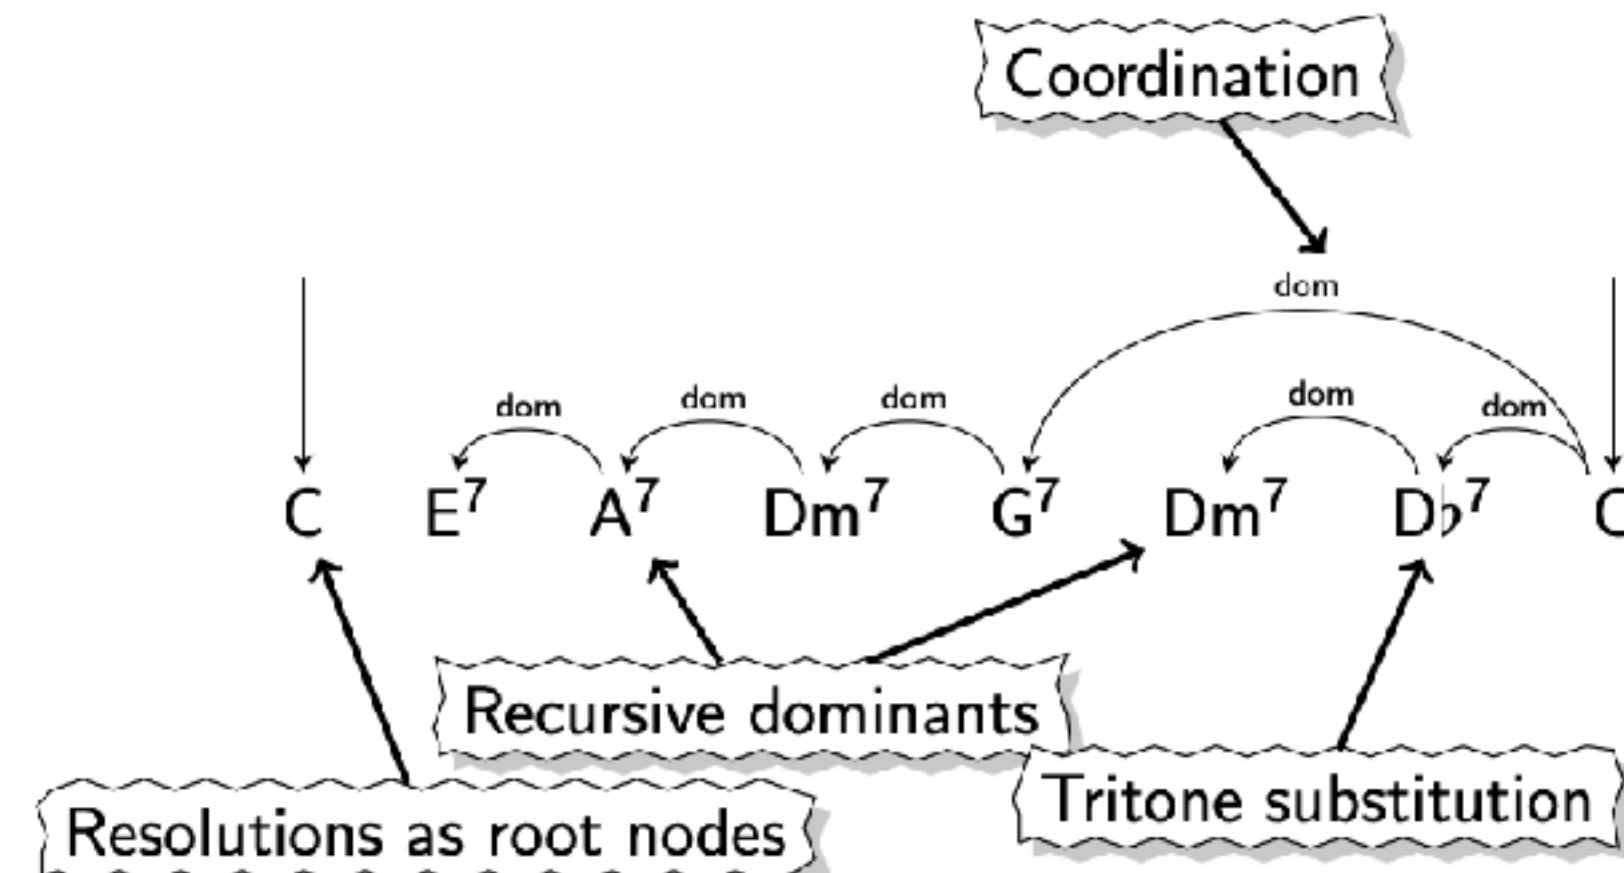 Coordination
dom
dom dom dom dom dom
C E⁷ A⁷ Dm⁷ G⁷ Dm⁷ D♭⁷
Recursive dominants
Tritone substitution
Resolutions as root nodes